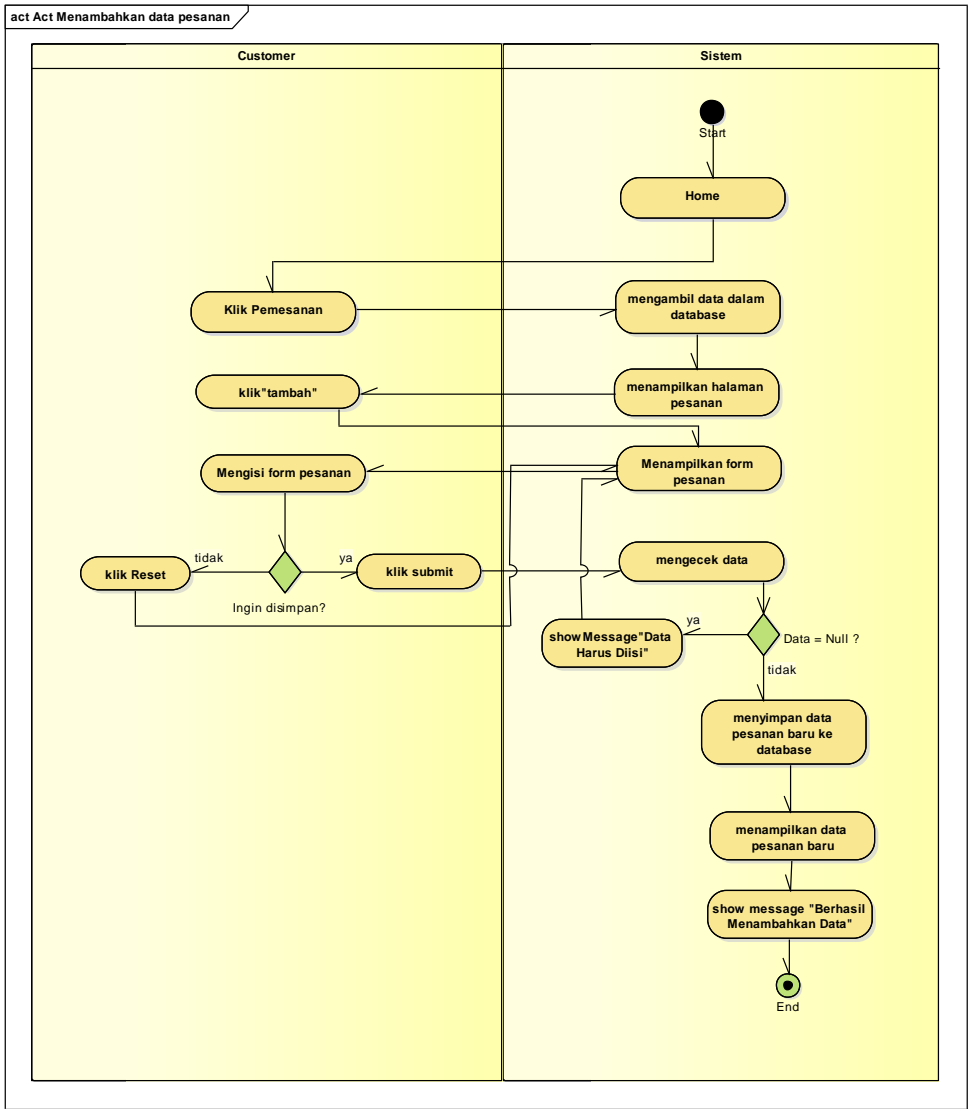 act Act Menambahkan data pesanan
Customer
Sistem
Start
Home
Klik Pemesanan
mengambil data dalam
database
klik"tambah"
menampilkan halaman
pesanan
Mengisi form pesanan
Menampilkan form
pesanan
tidak
ya
klik Reset
klik submit
Ingin disimpan?
mengecek data
showMessage"Data
Harus Diisi"
ya
Data = Null ?
tidak
menyimpan data
pesanan baru ke
database
menampilkan data
pesanan baru
show message "Berhasil
Menambahkan Data"
End